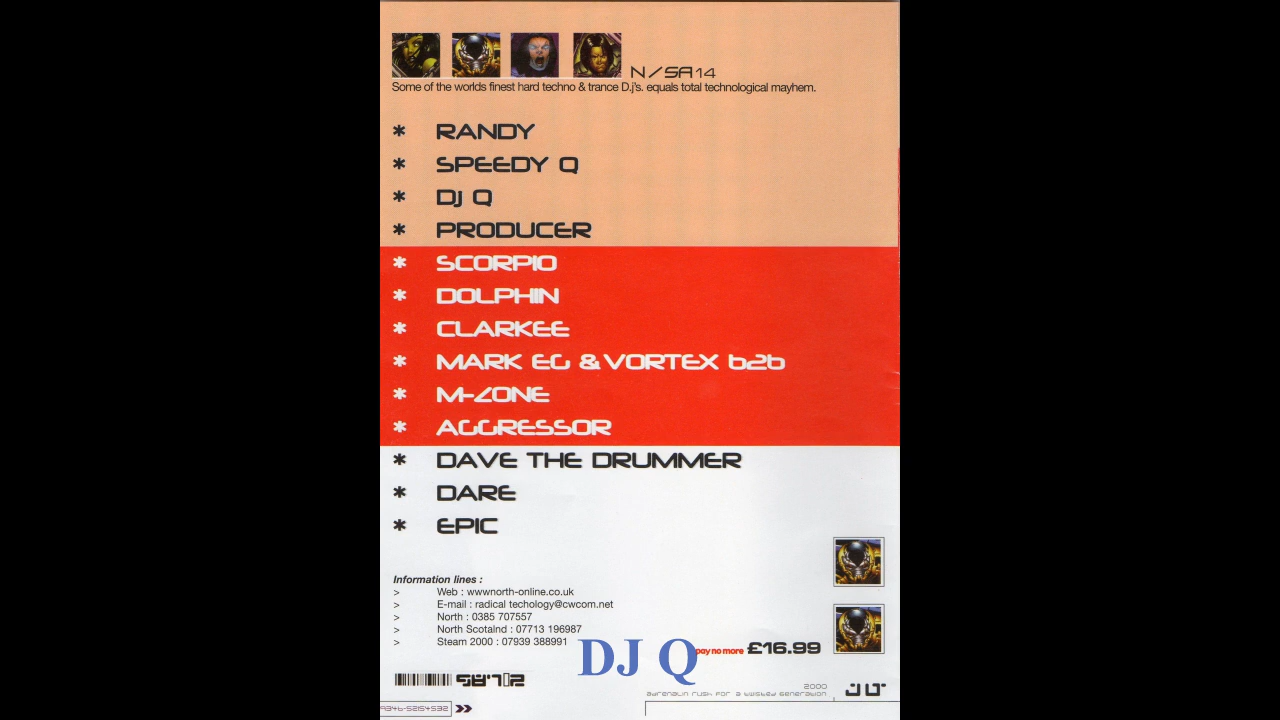 N/SA14
Some of the worlds finest hard techno & trance D.j's. equals total technological mayhem.
* RANDY
* SPEEDY Q
* DJ Q
* PRODUCER
* SCORPIO
* DOLPHIN
* CLARKEE
* MARK EG & VORTEX b2b
* M-ZONE
* AGGRESSOR
* DAVE THE DRUMMER
* DARE
* EPIC
Information lines :
> Web : wwwnorth-online.co.uk
> E-mail : radical techology@cwcom.net
> North : 0385 707557
> North Scotalnd : 07713 196987
> Steam 2000 : 07939 388991
DJ Q
pay no more £16.99
2000
adrenalin rush for a twisted generation